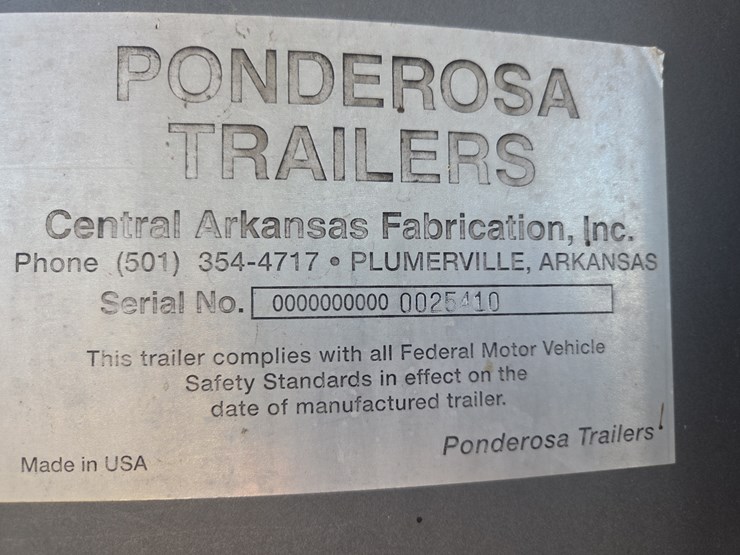 PONDEROSA
TRAILERS
Central Arkansas Fabrication, Inc.
Phone (501) 354-4717 • PLUMERVILLE, ARKANSAS
Serial No. 0000000000 0025410
This trailer complies with all Federal Motor Vehicle
Safety Standards in effect on the
date of manufactured trailer.
Ponderosa Trailers
Made in USA